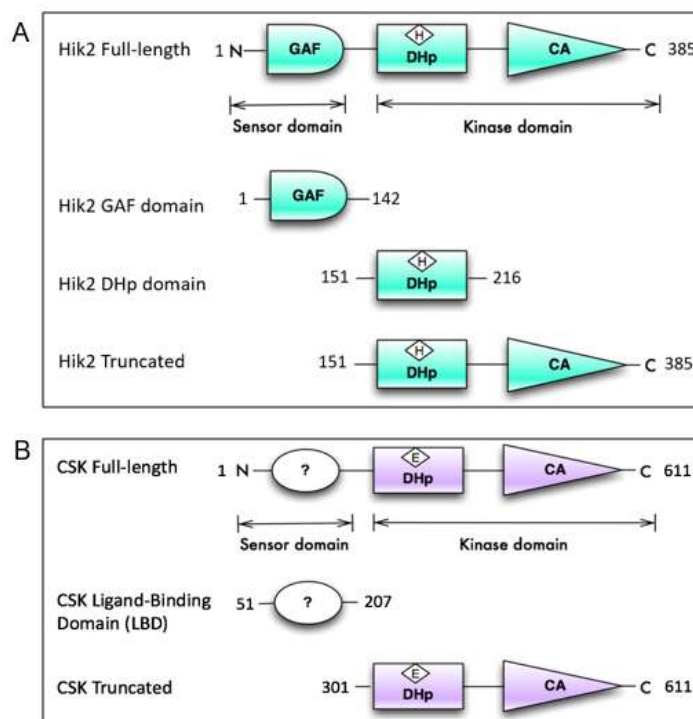 A
Hik2 Full-length 1 N GAF H DHp CA C 385
Sensor domain Kinase domain
Hik2 GAF domain 1 GAF 142
Hik2 DHp domain 151 H DHp 216
Hik2 Truncated 151 H DHp CA C 385
B
CSK Full-length 1 N ? E DHp CA C 611
Sensor domain Kinase domain
CSK Ligand-Binding
Domain (LBD) 51 ? 207
CSK Truncated 301 E DHp CA C 611